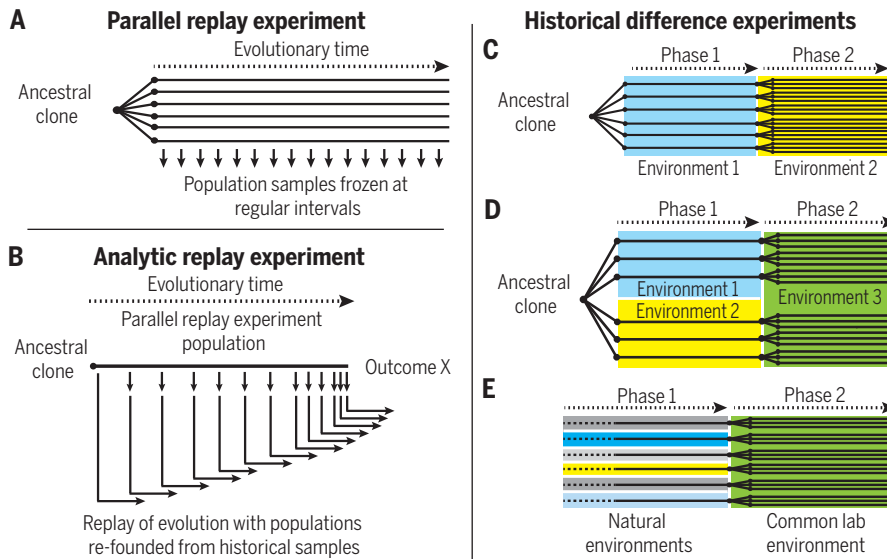 A
Parallel replay experiment
Evolutionary time
Ancestral
clone
Population samples frozen at
regular intervals
B
Analytic replay experiment
Evolutionary time
Parallel replay experiment
population
Ancestral
clone
Outcome X
Replay of evolution with populations
re-founded from historical samples
Historical difference experiments
C
Phase 1
Phase 2
Ancestral
clone
Environment 1
Environment 2
D
Phase 1
Phase 2
Ancestral
clone
Environment 1
Environment 2
Environment 3
E
Phase 1
Phase 2
Natural
environments
Common lab
environment